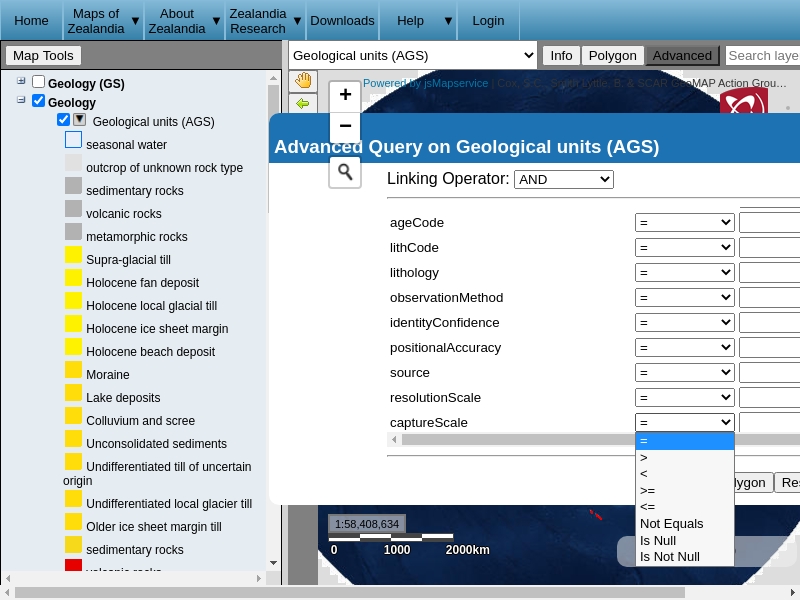 Home
Maps of Zealandia ▼
About Zealandia ▼
Zealandia Research ▼
Downloads
Help ▼
Login
Map Tools
Geological units (AGS)
Info
Polygon
Advanced
Search laye
Geology (GS)
Geology
▼ Geological units (AGS)
seasonal water
outcrop of unknown rock type
sedimentary rocks
volcanic rocks
metamorphic rocks
Supra-glacial till
Holocene fan deposit
Holocene local glacial till
Holocene ice sheet margin
Holocene beach deposit
Moraine
Lake deposits
Colluvium and scree
Unconsolidated sediments
Undifferentiated till of uncertain
origin
Undifferentiated local glacier till
Older ice sheet margin till
sedimentary rocks
volcanic rocks
+
−
Powered by jsMapservice | Cox, S.C., Smith Lyttle, B. & SCAR GeoMAP Action Grou…
Advanced Query on Geological units (AGS)
Linking Operator: AND
ageCode =
lithCode =
lithology =
observationMethod =
identityConfidence =
positionalAccuracy =
source =
resolutionScale =
captureScale =
=
>
<
>=
<=
Not Equals
Is Null
Is Not Null
lygon
Res
1:58,408,634
0 1000 2000km